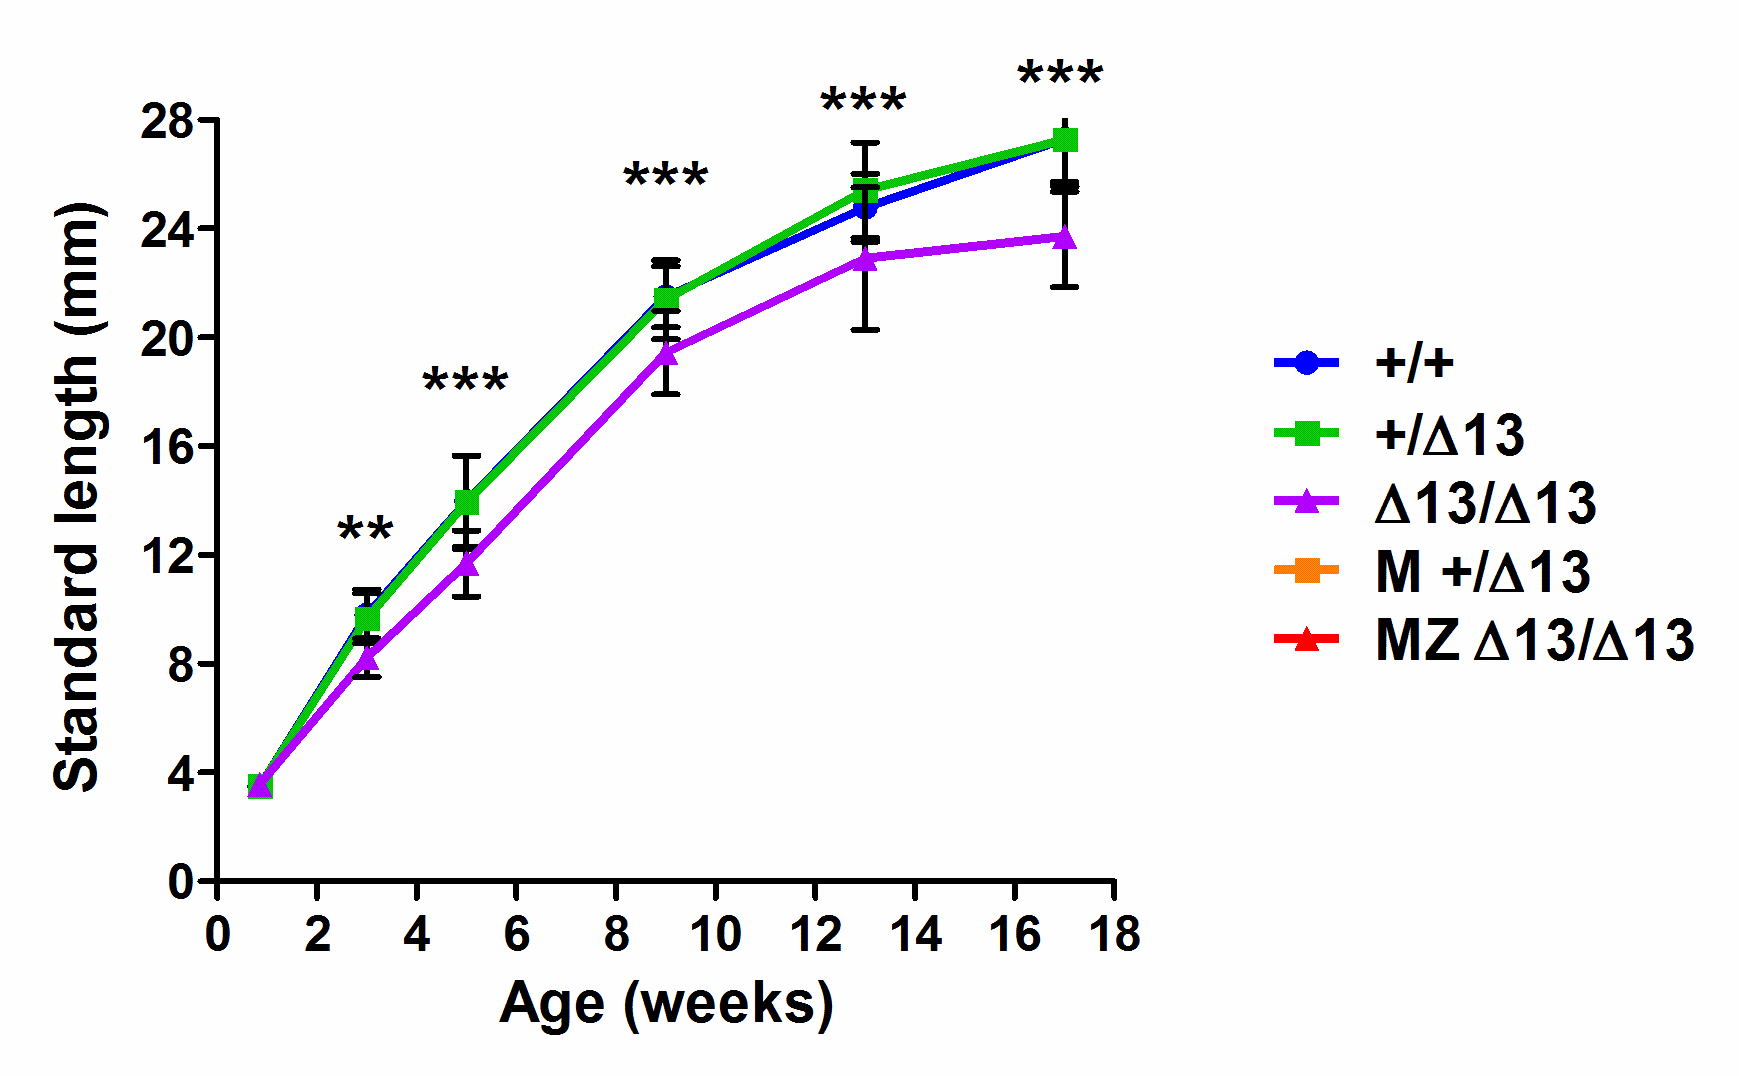 ***
***
***
***
**
28
24
20
16
12
8
4
0
Standard length (mm)
0 2 4 6 8 10 12 14 16 18
Age (weeks)
+/+
+/Δ13
Δ13/Δ13
M +/Δ13
MZ Δ13/Δ13